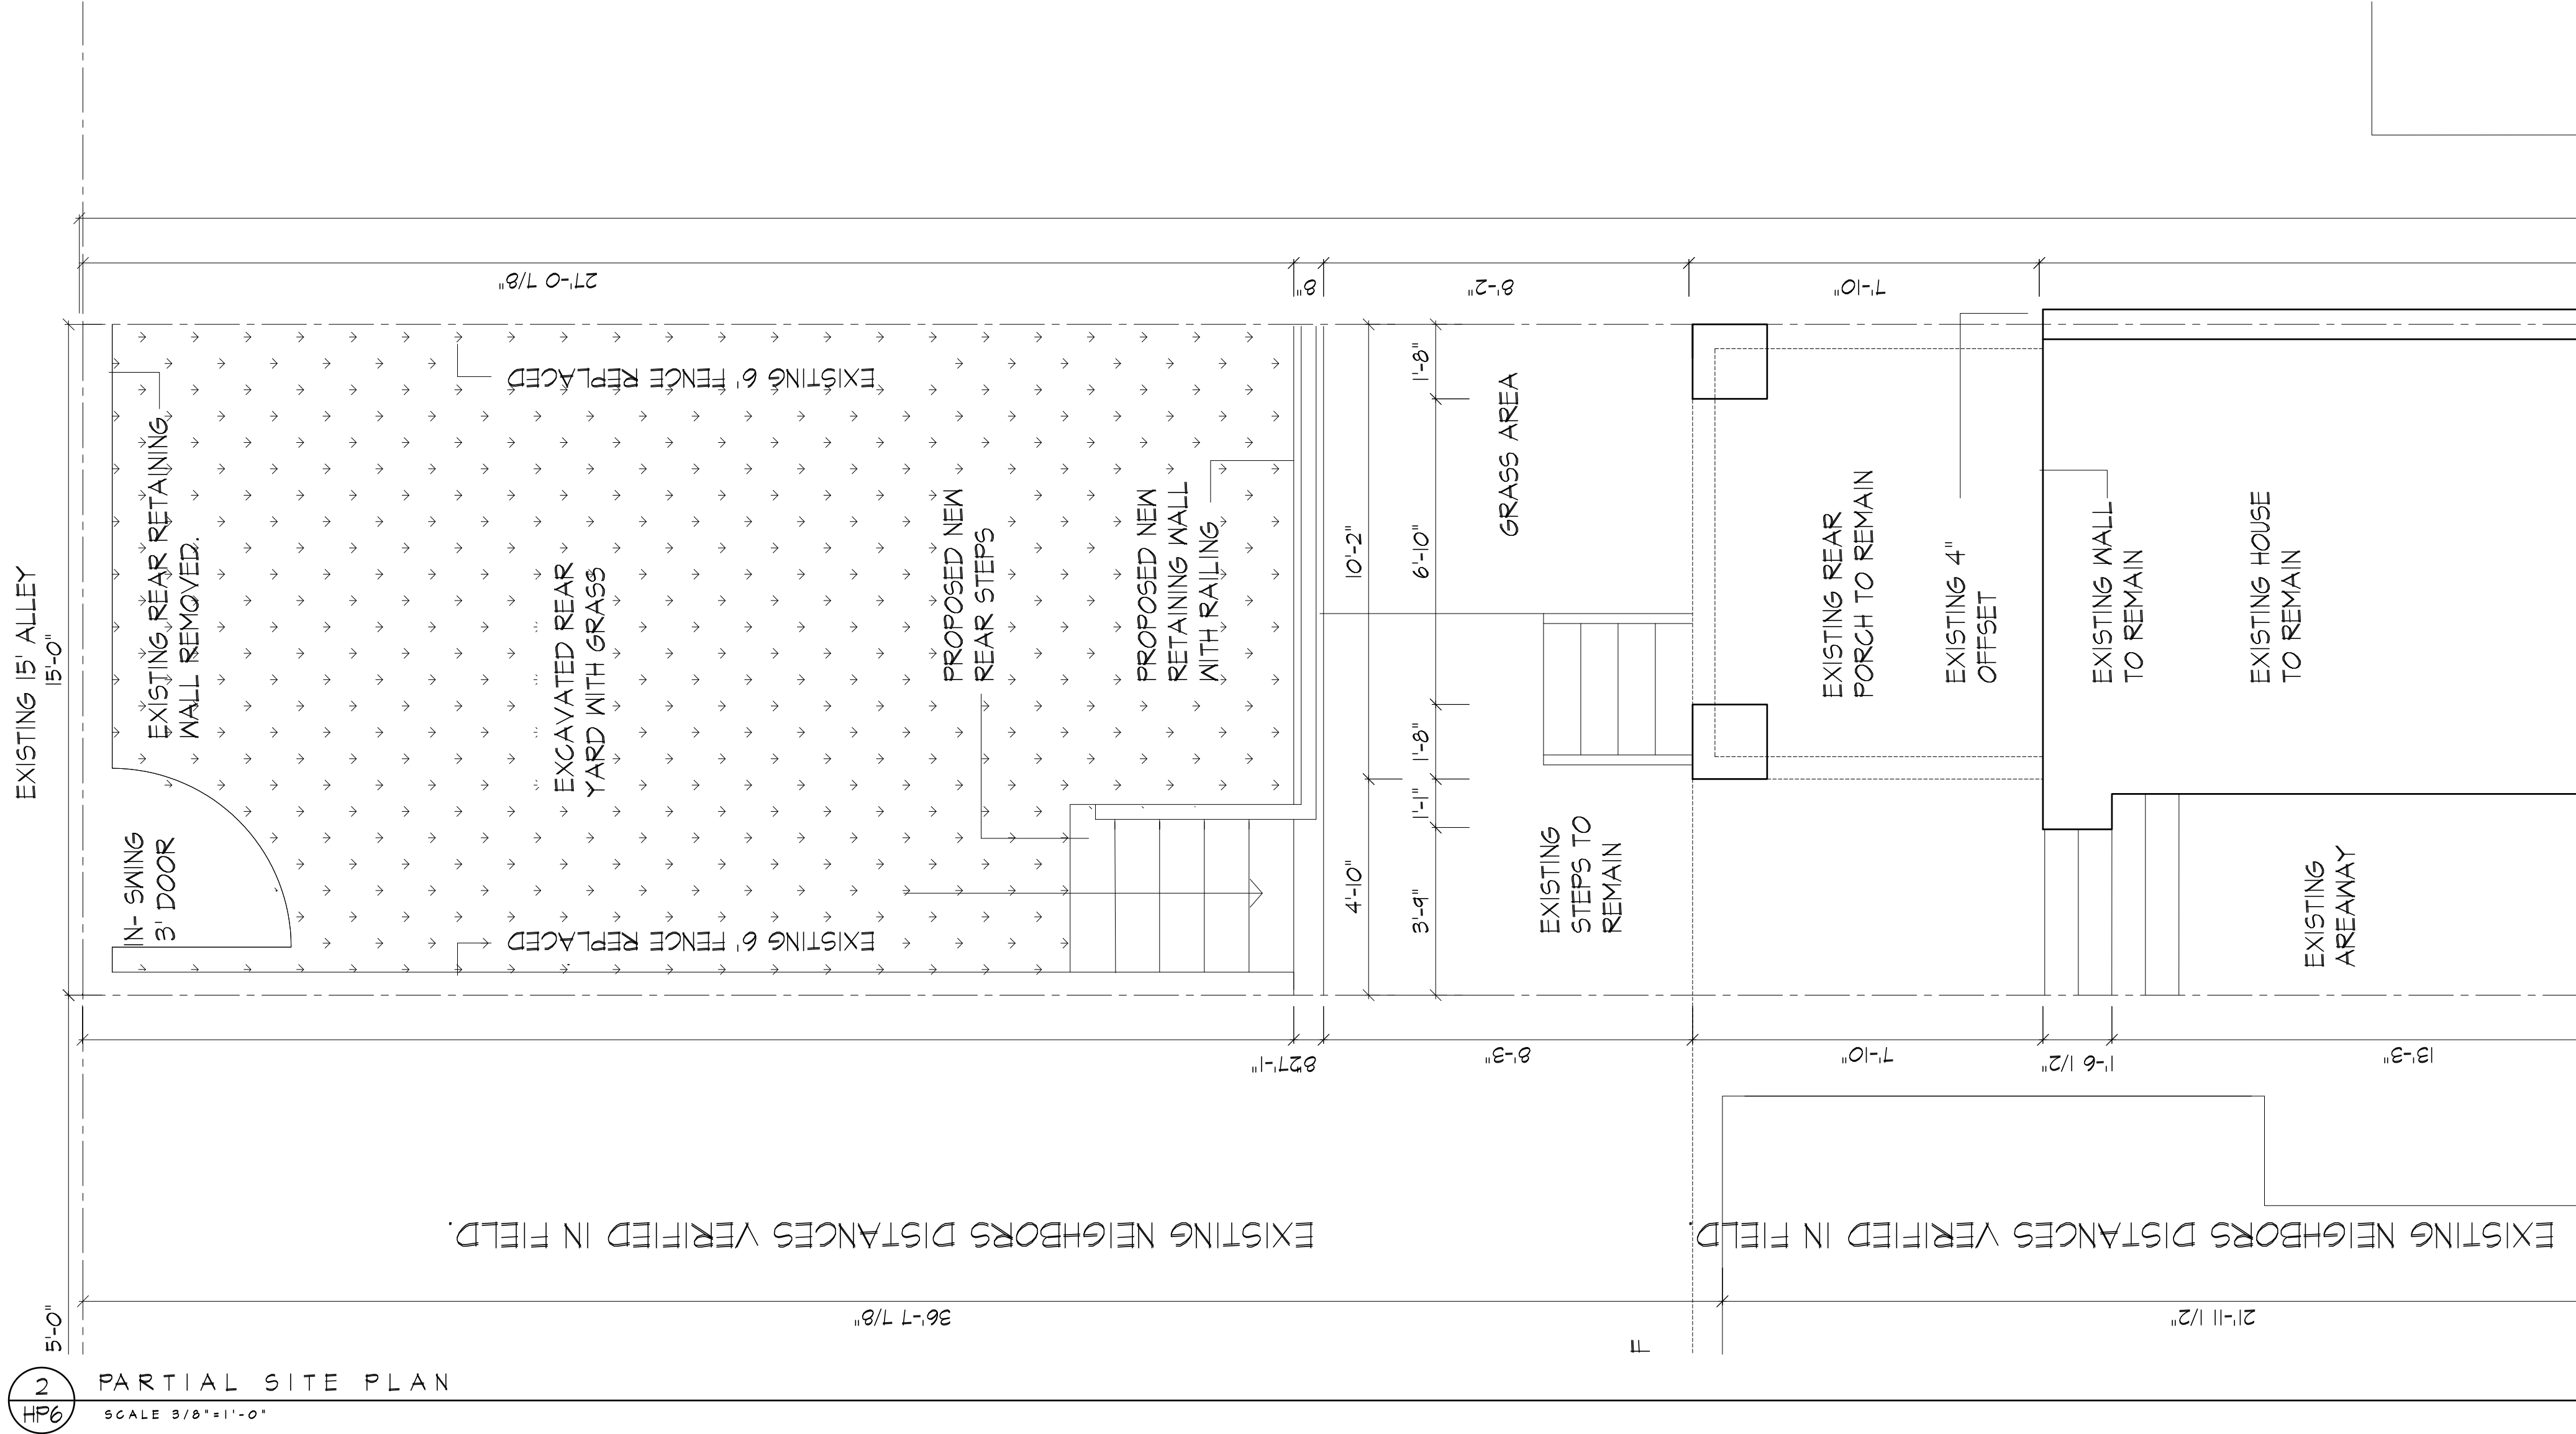 27'-0 7/8"
8"
8'-2"
7'-10"
EXISTING 15' ALLEY
15'-0"
EXISTING REAR RETAINING
WALL REMOVED.
IN- SWING
3' DOOR
EXISTING 6' FENCE REPLACED
EXCAVATED REAR
YARD WITH GRASS
EXISTING 6' FENCE REPLACED
PROPOSED NEW
REAR STEPS
PROPOSED NEW
RETAINING WALL
WITH RAILING
10'-2"
4'-10"
1'-8"
6'-10"
1'-8"
1'-1"
3'-9"
GRASS AREA
EXISTING
STEPS TO
REMAIN
EXISTING REAR
PORCH TO REMAIN
EXISTING 4"
OFFSET
EXISTING WALL
TO REMAIN
EXISTING HOUSE
TO REMAIN
EXISTING
AREAWAY
8"
27'-1"
8'-3"
7'-10"
1'-6 1/2"
13'-3"
EXISTING NEIGHBORS DISTANCES VERIFIED IN FIELD.
EXISTING NEIGHBORS DISTANCES VERIFIED IN FIELD.
5'-0"
36'-7 7/8"
21'-11 1/2"
F
2
HP6
PARTIAL SITE PLAN
SCALE 3/8"=1'-0"